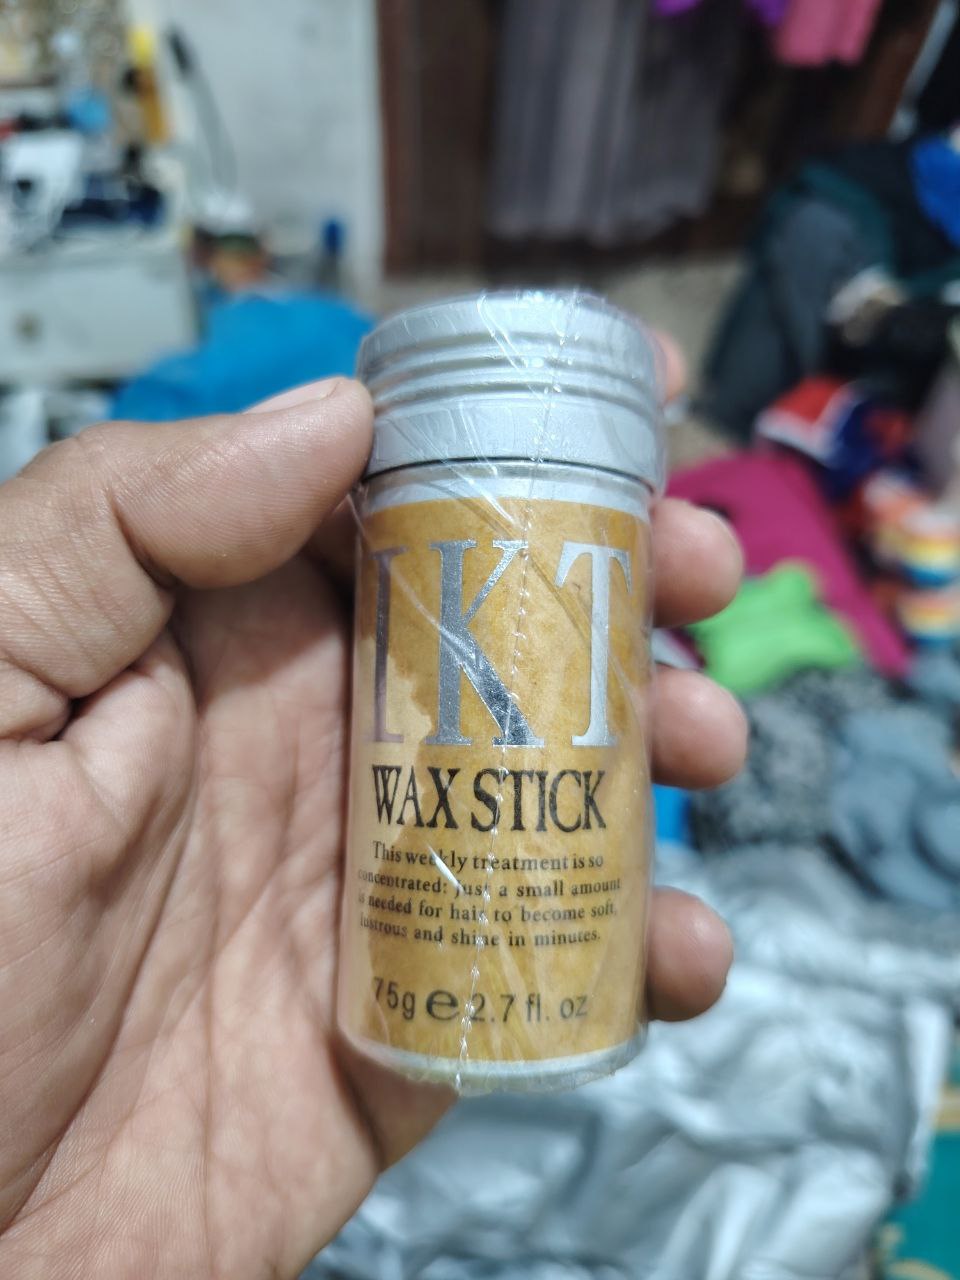 IKT
WAX STICK
This weekly treatment is so
concentrated: just a small amount
is needed for hair to become soft,
lustrous and shine in minutes.
75g ℮ 2.7 fl. oz